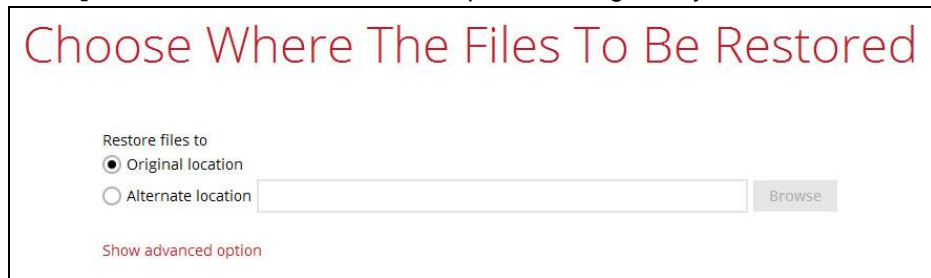 Choose Where The Files To Be Restored
Restore files to
Original location
Alternate location
Browse
Show advanced option